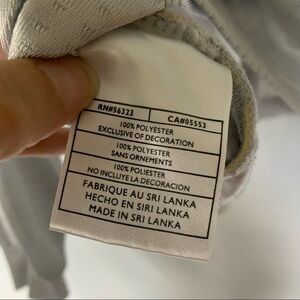 RN#56323 CA#05553
100% POLYESTER
EXCLUSIVE OF DECORATION
100% POLYESTER
SANS ORNEMENTS
100% POLIESTER
NO INCLUYE LA DECORACION
FABRIQUE AU SRI LANKA
HECHO EN SIRI LANKA
MADE IN SRI LANKA